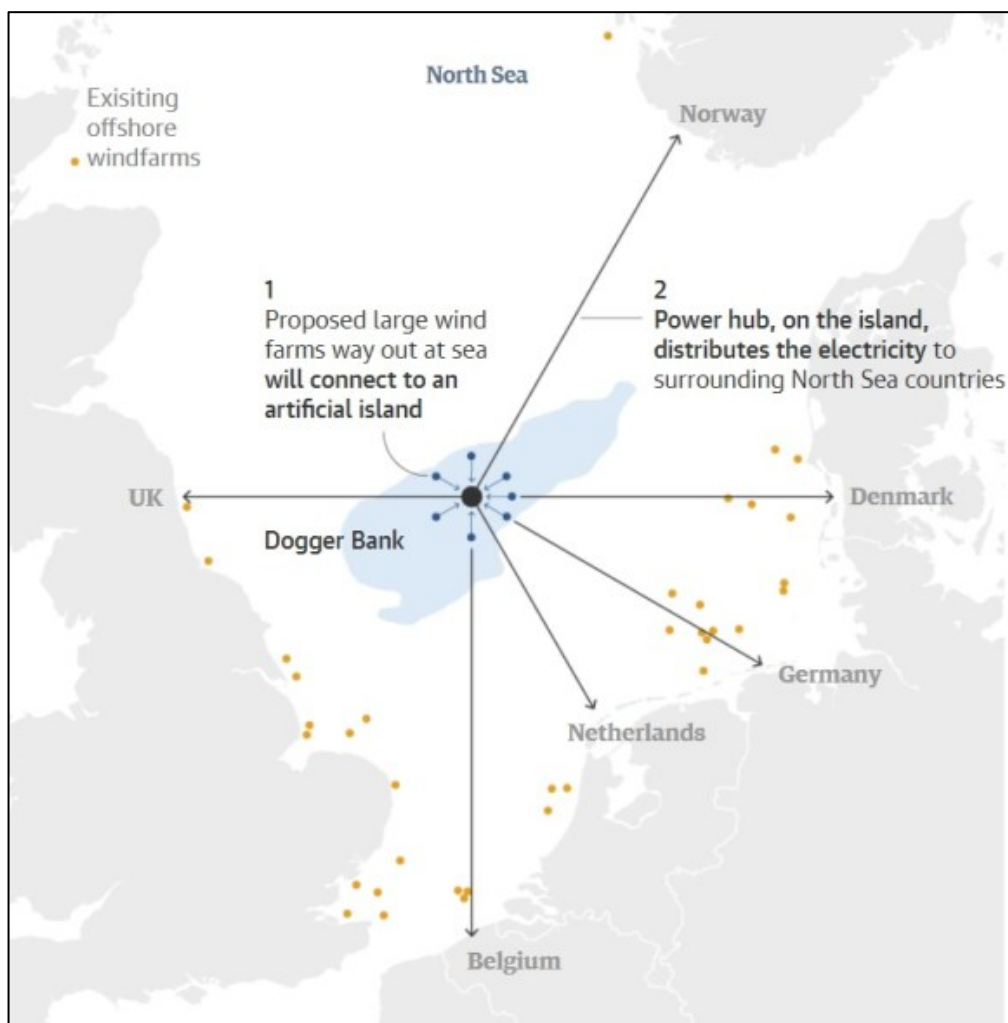 North Sea
Exisiting
offshore
windfarms
Norway
1
Proposed large wind
farms way out at sea
will connect to an
artificial island
2
Power hub, on the island,
distributes the electricity to
surrounding North Sea countries
UK
Denmark
Dogger Bank
Germany
Netherlands
Belgium